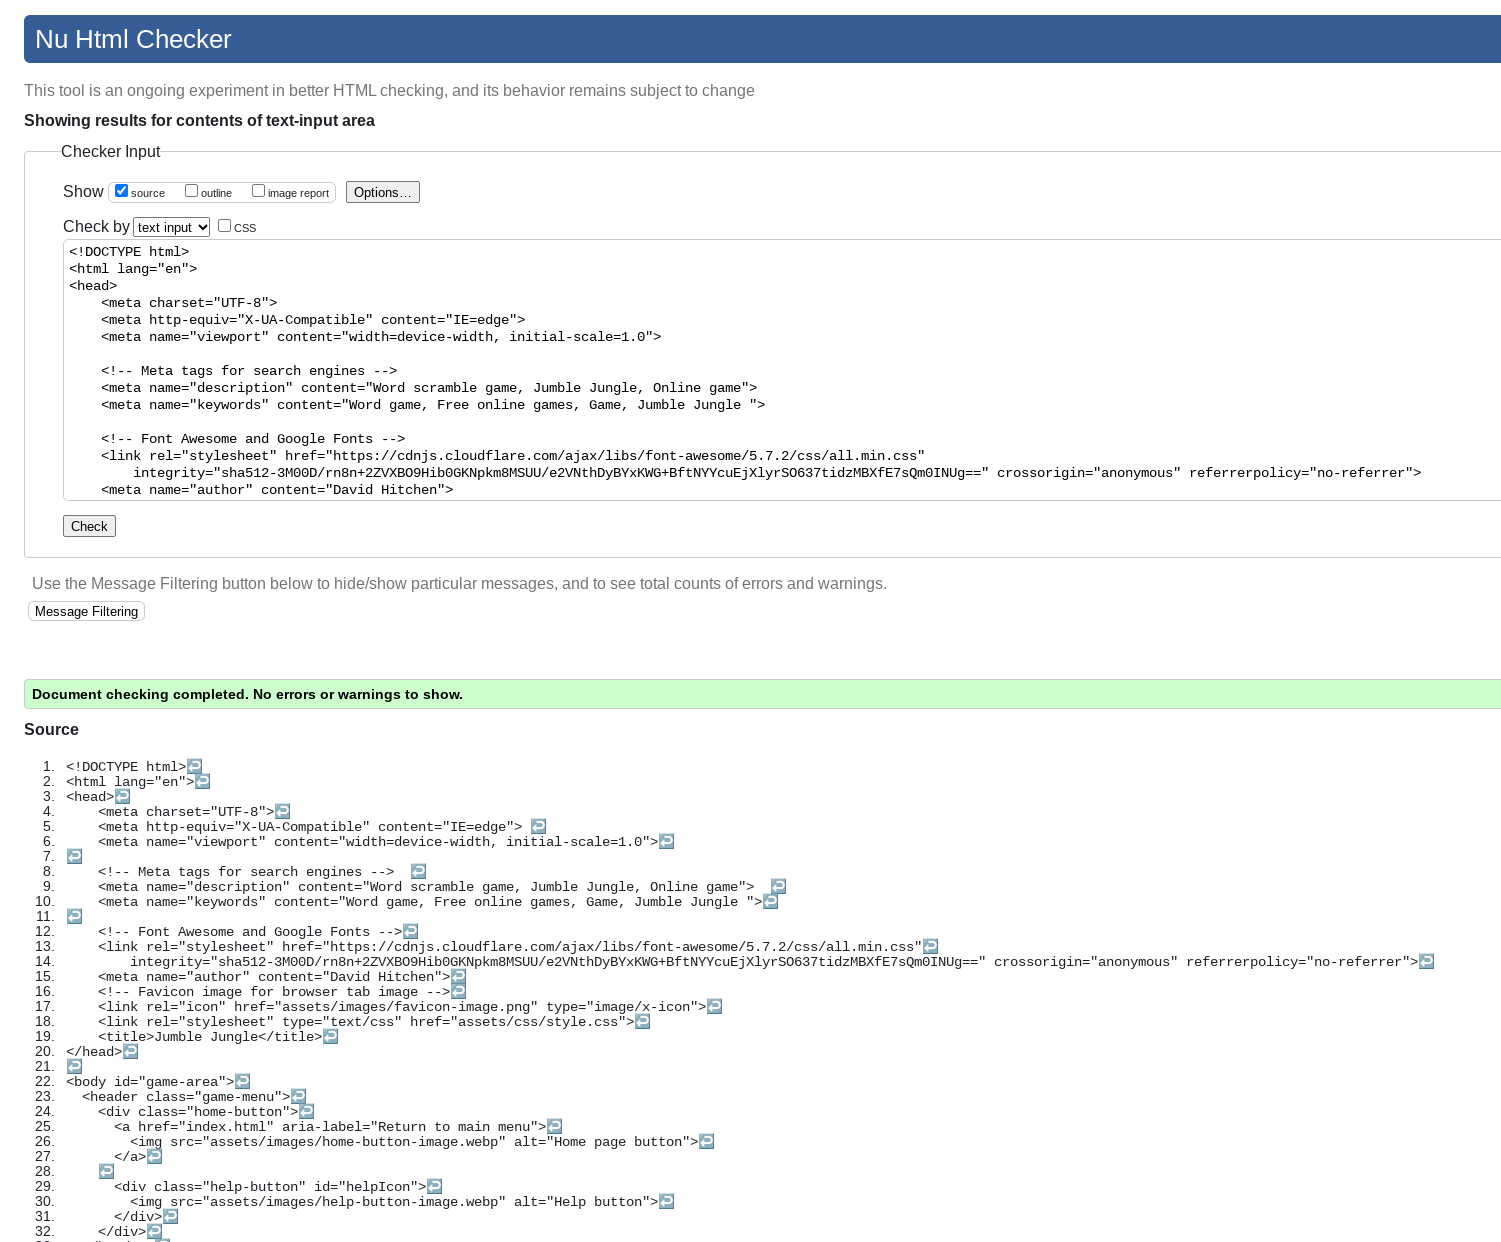 Nu Html Checker
This tool is an ongoing experiment in better HTML checking, and its behavior remains subject to change
Showing results for contents of text-input area
Checker Input
Show source outline image report Options...
Check by text input CSS
<!DOCTYPE html>
<html lang="en">
<head>
    <meta charset="UTF-8">
    <meta http-equiv="X-UA-Compatible" content="IE=edge">
    <meta name="viewport" content="width=device-width, initial-scale=1.0">
    <!-- Meta tags for search engines -->
    <meta name="description" content="Word scramble game, Jumble Jungle, Online game">
    <meta name="keywords" content="Word game, Free online games, Game, Jumble Jungle ">
    <!-- Font Awesome and Google Fonts -->
    <link rel="stylesheet" href="https://cdnjs.cloudflare.com/ajax/libs/font-awesome/5.7.2/css/all.min.css"
        integrity="sha512-3M00D/rn8n+2ZVXBO9Hib0GKNpkm8MSUU/e2VNthDyBYxKWG+BftNYYcuEjXlyrSO637tidzMBXfE7sQm0INUg==" crossorigin="anonymous" referrerpolicy="no-referrer">
    <meta name="author" content="David Hitchen">
Check
Use the Message Filtering button below to hide/show particular messages, and to see total counts of errors and warnings.
Message Filtering
Document checking completed. No errors or warnings to show.
Source
1. <!DOCTYPE html>↩
2. <html lang="en">↩
3. <head>↩
4.     <meta charset="UTF-8">↩
5.     <meta http-equiv="X-UA-Compatible" content="IE=edge"> ↩
6.     <meta name="viewport" content="width=device-width, initial-scale=1.0">↩
7. ↩
8.     <!-- Meta tags for search engines -->  ↩
9.     <meta name="description" content="Word scramble game, Jumble Jungle, Online game">  ↩
10.     <meta name="keywords" content="Word game, Free online games, Game, Jumble Jungle ">↩
11. ↩
12.     <!-- Font Awesome and Google Fonts -->↩
13.     <link rel="stylesheet" href="https://cdnjs.cloudflare.com/ajax/libs/font-awesome/5.7.2/css/all.min.css"↩
14.         integrity="sha512-3M00D/rn8n+2ZVXBO9Hib0GKNpkm8MSUU/e2VNthDyBYxKWG+BftNYYcuEjXlyrSO637tidzMBXfE7sQm0INUg==" crossorigin="anonymous" referrerpolicy="no-referrer">↩
15.     <meta name="author" content="David Hitchen">↩
16.     <!-- Favicon image for browser tab image -->↩
17.     <link rel="icon" href="assets/images/favicon-image.png" type="image/x-icon">↩
18.     <link rel="stylesheet" type="text/css" href="assets/css/style.css">↩
19.     <title>Jumble Jungle</title>↩
20. </head>↩
21. ↩
22. <body id="game-area">↩
23.   <header class="game-menu">↩
24.     <div class="home-button">↩
25.       <a href="index.html" aria-label="Return to main menu">↩
26.         <img src="assets/images/home-button-image.webp" alt="Home page button">↩
27.       </a>↩
28.     ↩
29.       <div class="help-button" id="helpIcon">↩
30.         <img src="assets/images/help-button-image.webp" alt="Help button">↩
31.       </div>↩
32.     </div>↩